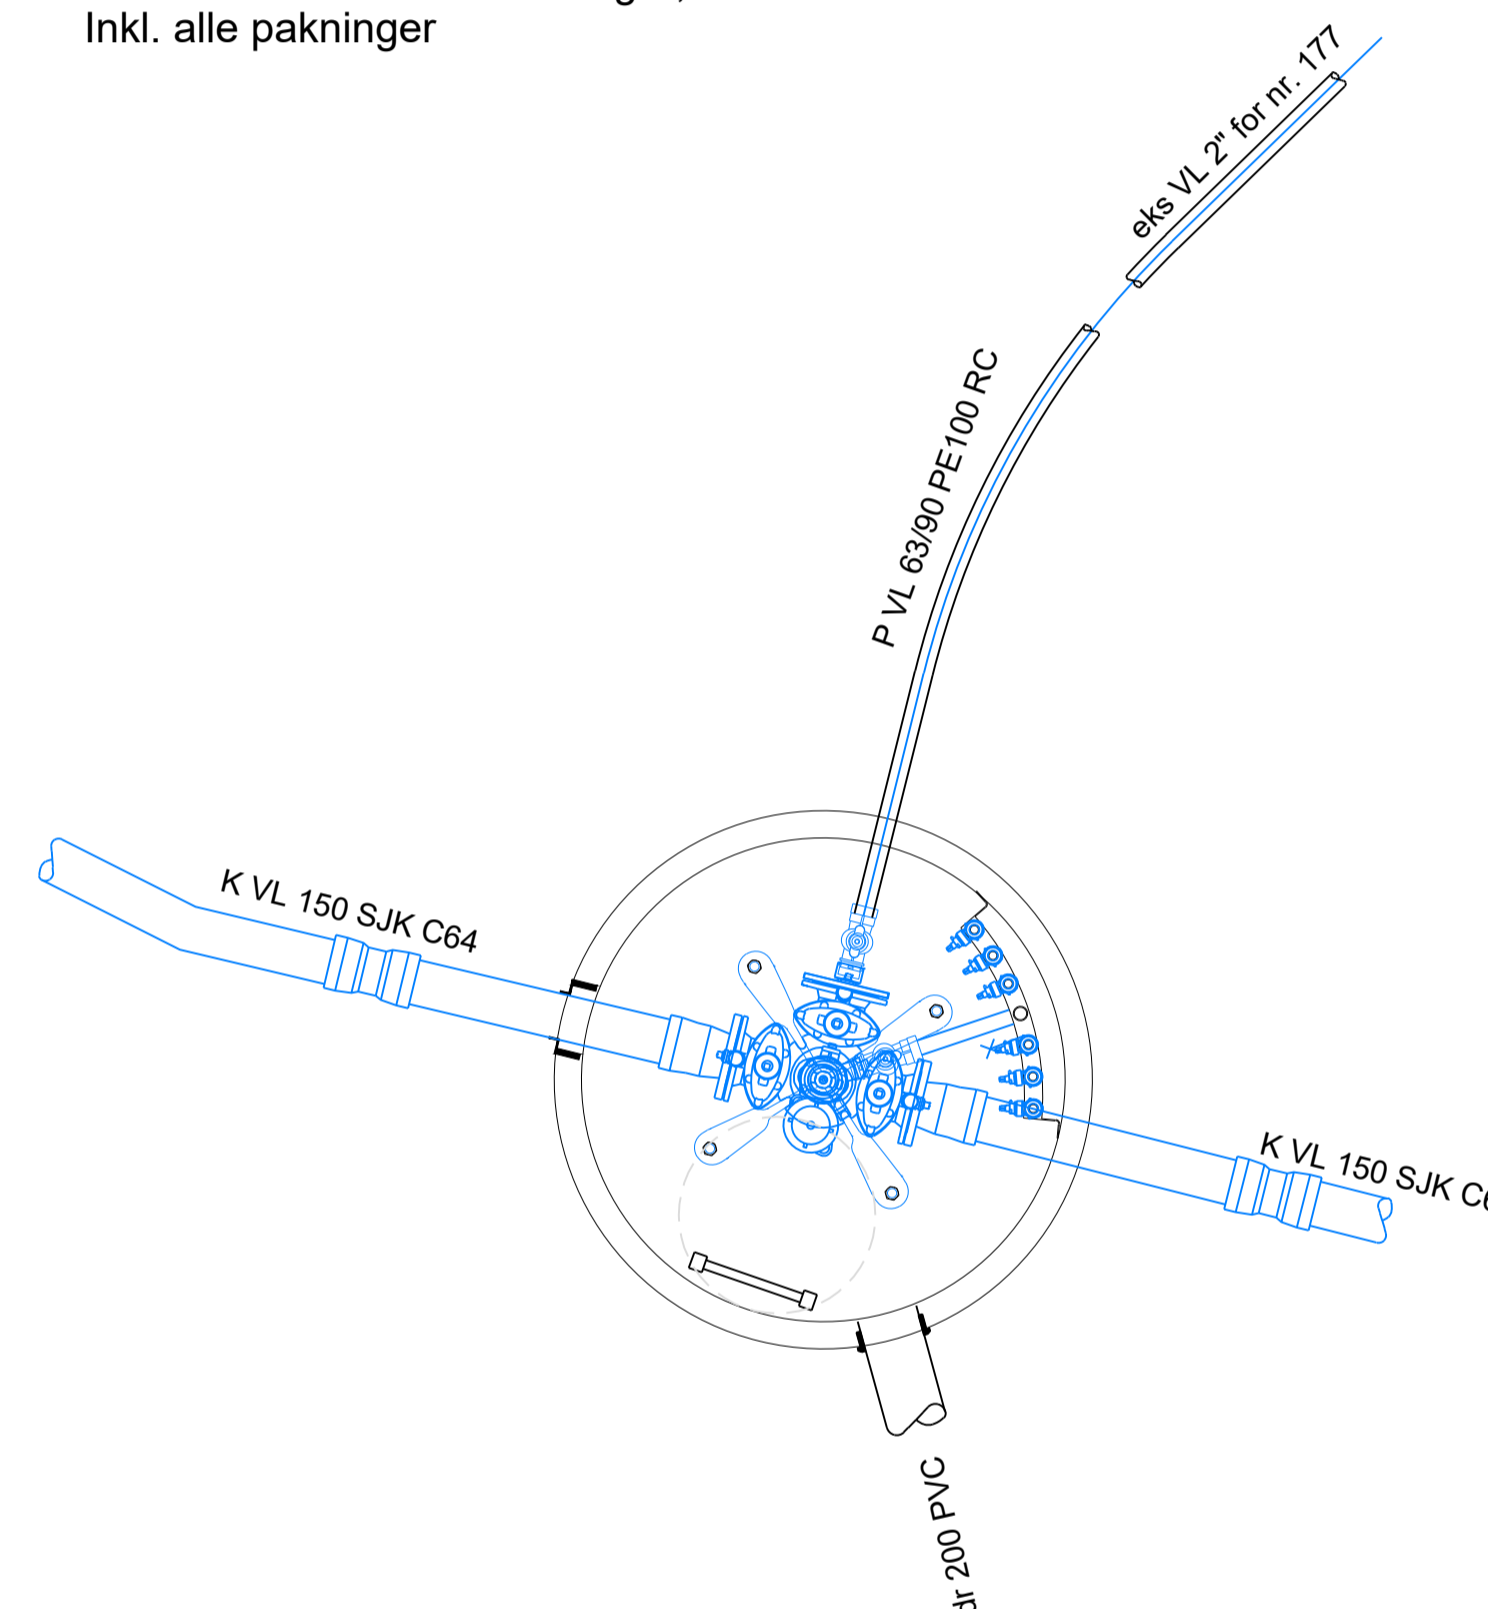 Inkl. alle pakninger
eks VL 2" for nr. 177
P VL 63/90 PE100 RC
K VL 150 SJK C64
K VL 150 SJK C6
dr 200 PVC